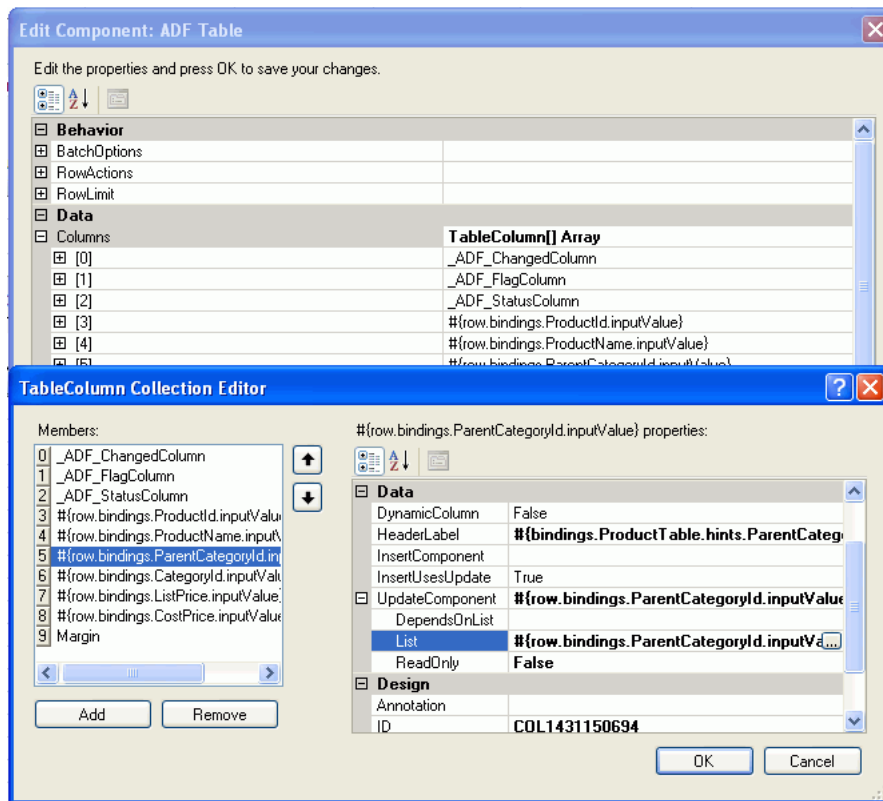 Edit Component: ADF Table
Edit the properties and press OK to save your changes.
Behavior
BatchOptions
RowActions
RowLimit
Data
Columns TableColumn[] Array
[0] _ADF_ChangedColumn
[1] _ADF_FlagColumn
[2] _ADF_StatusColumn
[3] #{row.bindings.ProductId.inputValue}
[4] #{row.bindings.ProductName.inputValue}
[5] #{row.bindings.ParentCategoryId.inputValue}
TableColumn Collection Editor
Members:
0 _ADF_ChangedColumn
1 _ADF_FlagColumn
2 _ADF_StatusColumn
3 #{row.bindings.ProductId.inputValu
4 #{row.bindings.ProductName.input
5 #{row.bindings.ParentCategoryId.in
6 #{row.bindings.CategoryId.inputVal
7 #{row.bindings.ListPrice.inputValue
8 #{row.bindings.CostPrice.inputValue
9 Margin
Add Remove
#{row.bindings.ParentCategoryId.inputValue} properties:
Data
DynamicColumn False
HeaderLabel #{bindings.ProductTable.hints.ParentCateg
InsertComponent
InsertUsesUpdate True
UpdateComponent #{row.bindings.ParentCategoryId.inputValue
DependsOnList
List #{row.bindings.ParentCategoryId.inputVa ...
ReadOnly False
Design
Annotation
ID COL1431150694
OK Cancel